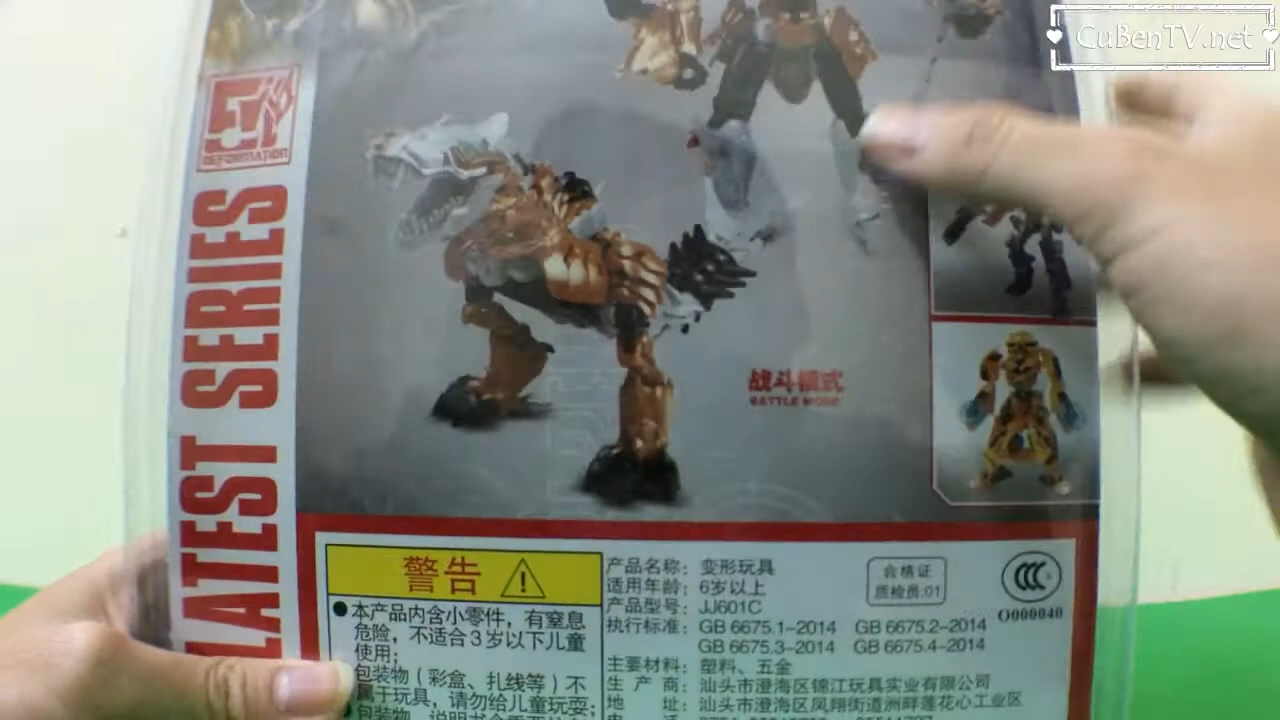 CuBenTV.net
DEFORMATION
LATEST SERIES
战斗模式
BATTLE MODE
警告
●本产品内含小零件，有窒息
危险，不适合3岁以下儿童
使用；
包装物（彩盒、扎线等）不
属于玩具，请勿给儿童玩耍；
产品名称：变形玩具
适用年龄：6岁以上
产品型号：JJ601C
执行标准：GB 6675.1-2014 GB 6675.2-2014
GB 6675.3-2014 GB 6675.4-2014
主要材料：塑料、五金
生产商：汕头市澄海区锦江玩具实业有限公司
地址：汕头市澄海区凤翔街道洲畔莲花心工业区
合格证
质检员:01
CCC
O000040